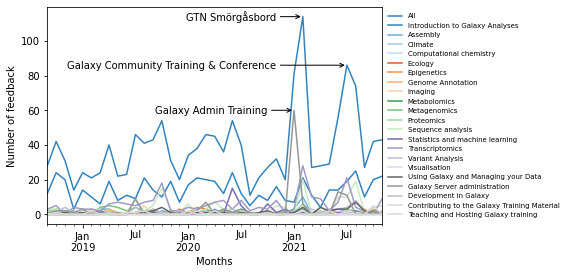 GTN Smörgåsbord
Galaxy Community Training & Conference
Galaxy Admin Training
Number of feedback
100
80
60
40
20
0
Jan
2019
Jul
Jan
2020
Jul
Jan
2021
Jul
Months
All
Introduction to Galaxy Analyses
Assembly
Climate
Computational chemistry
Ecology
Epigenetics
Genome Annotation
Imaging
Metabolomics
Metagenomics
Proteomics
Sequence analysis
Statistics and machine learning
Transcriptomics
Variant Analysis
Visualisation
Using Galaxy and Managing your Data
Galaxy Server administration
Development in Galaxy
Contributing to the Galaxy Training Material
Teaching and Hosting Galaxy training